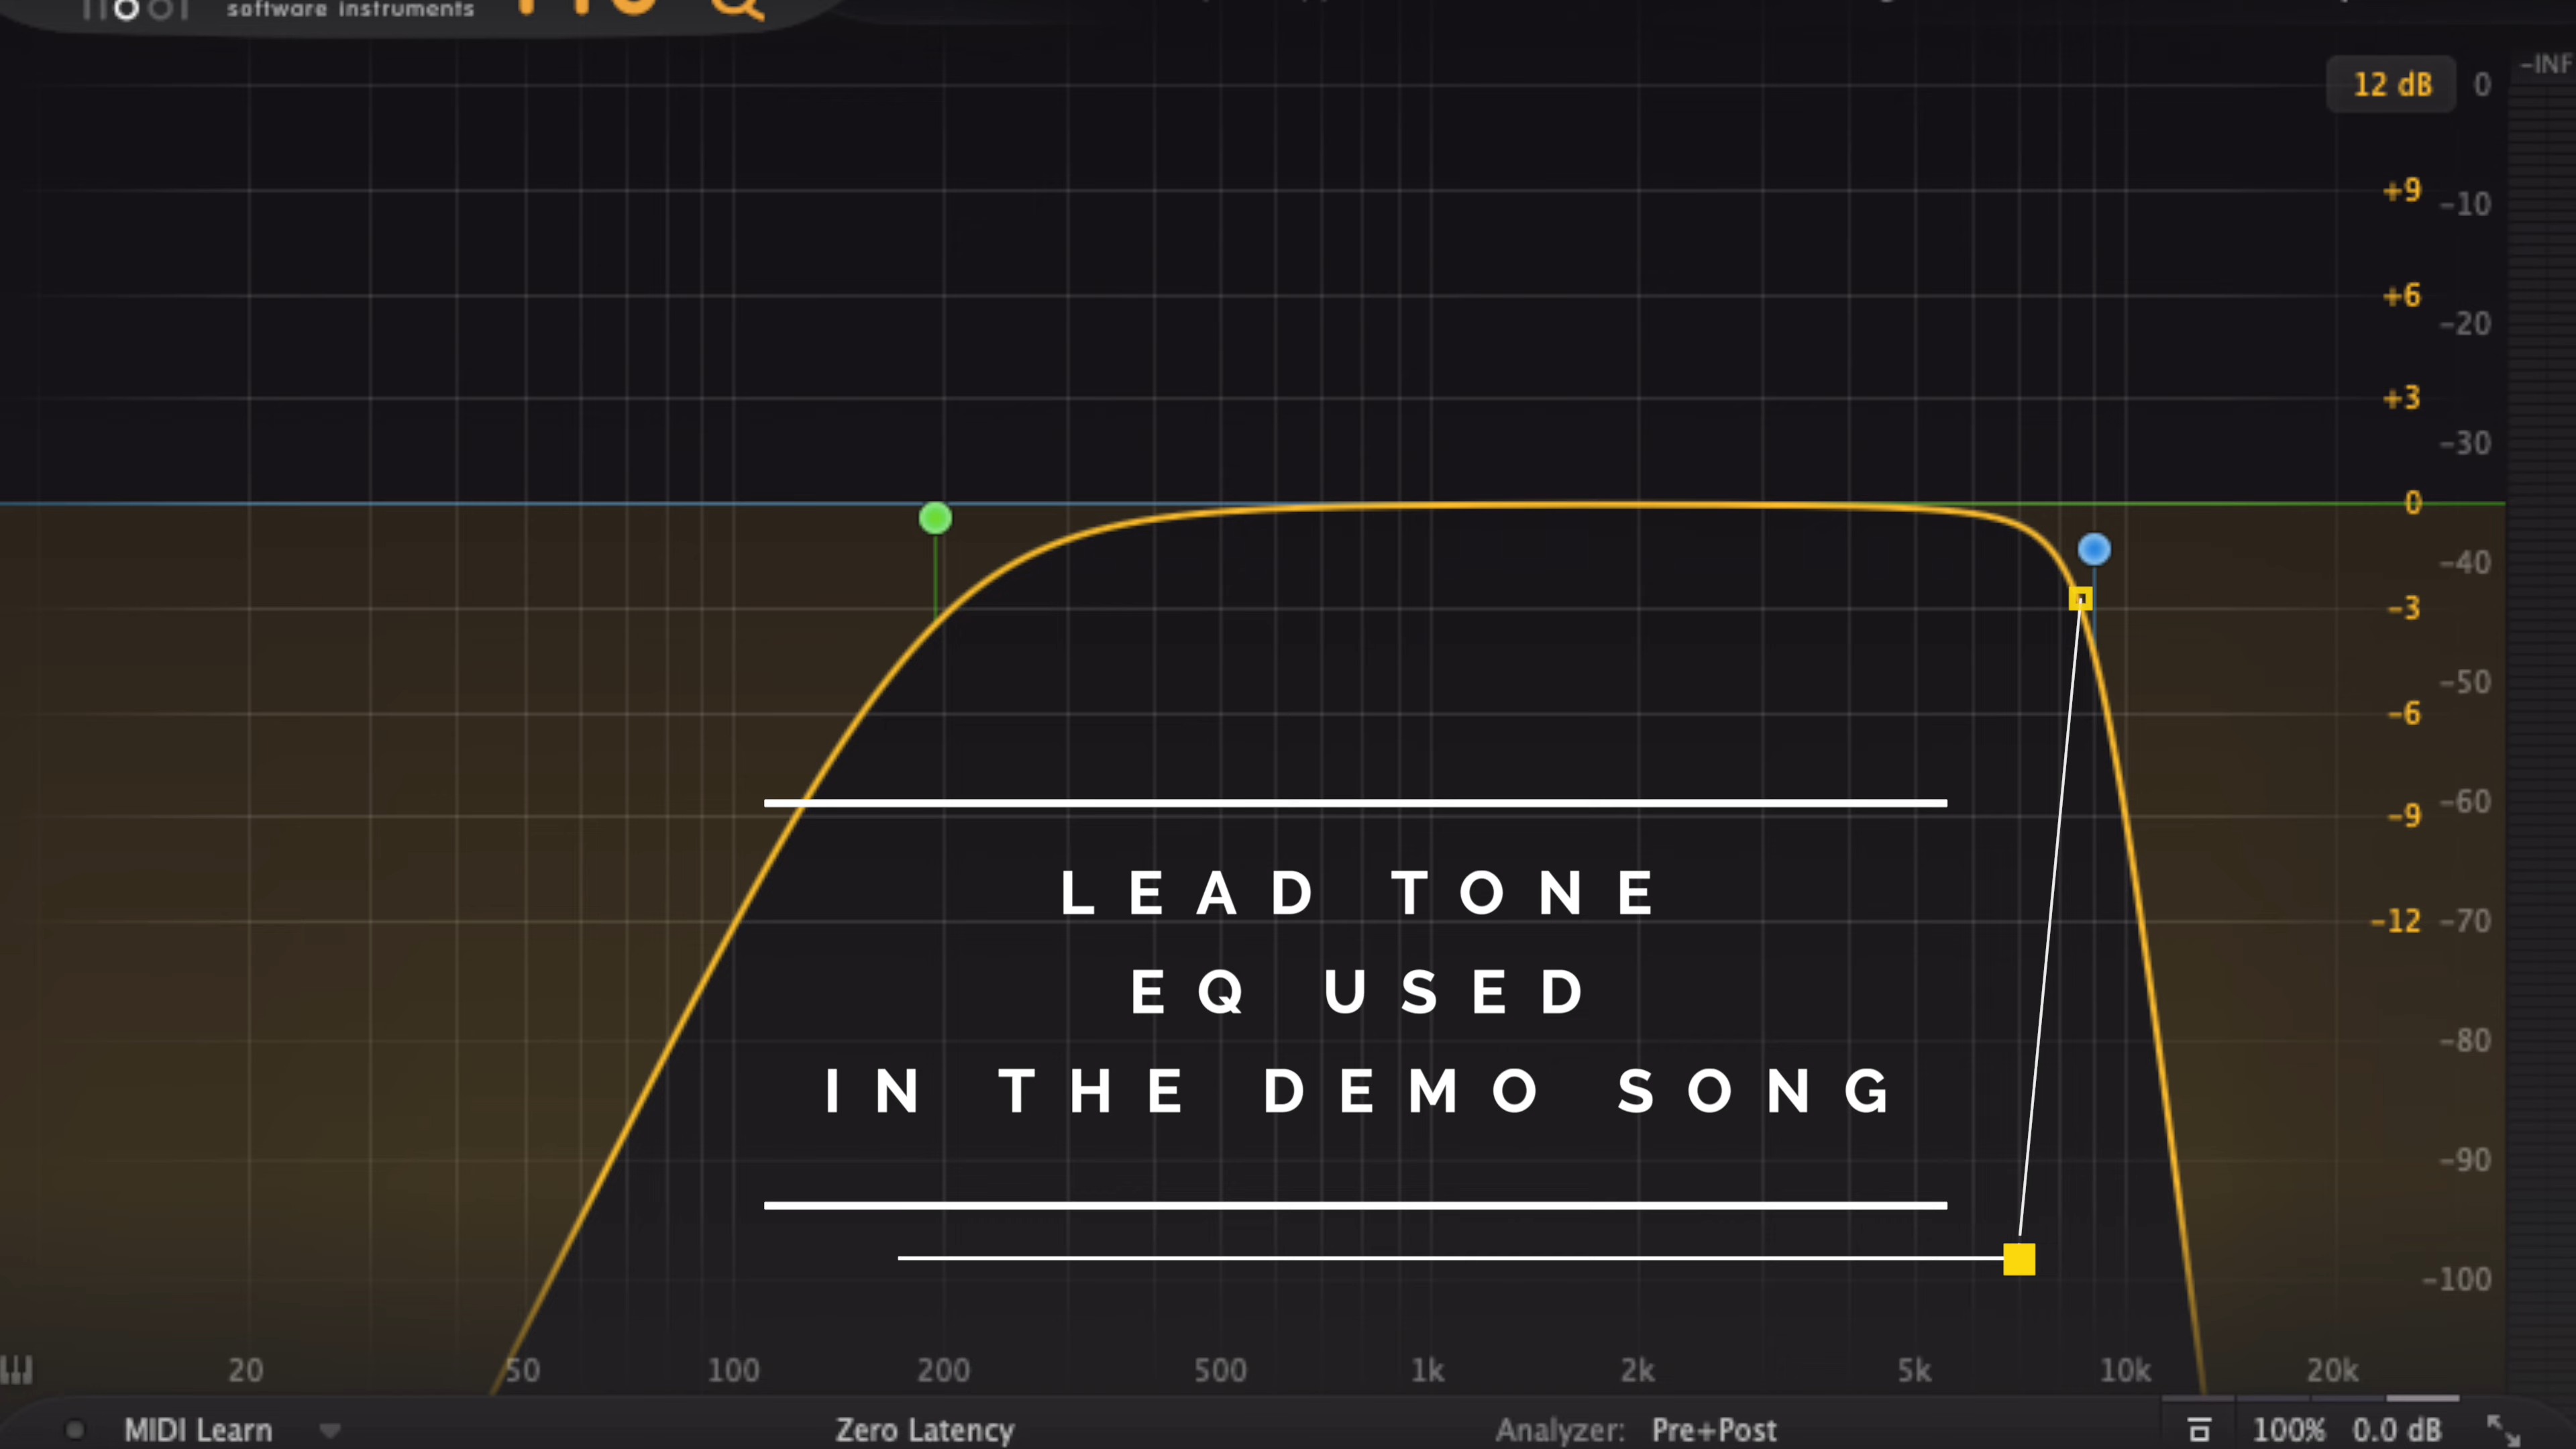 software instruments
-INF
12 dB 0
+9 -10
+6 -20
+3 -30
0
-40
-3
-50
-6
-60
-9
LEAD TONE
-12 -70
EQ USED
-80
IN THE DEMO SONG
-90
-100
20 50 100 200 500 1k 2k 5k 10k 20k
MIDI Learn Zero Latency Analyzer: Pre+Post 100% 0.0 dB